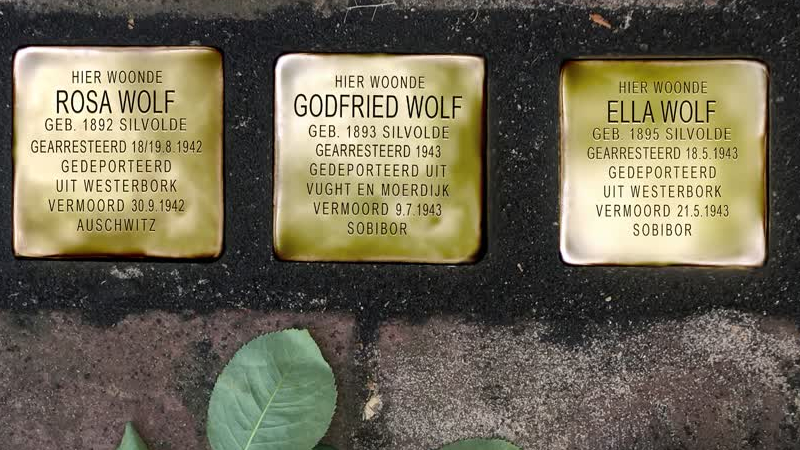 HIER WOONDE
ROSA WOLF
GEB. 1892 SILVOLDE
GEARRESTEERD 18/19.8.1942
GEDEPORTEERD
UIT WESTERBORK
VERMOORD 30.9.1942
AUSCHWITZ
HIER WOONDE
GODFRIED WOLF
GEB. 1893 SILVOLDE
GEARRESTEERD 1943
GEDEPORTEERD UIT
VUGHT EN MOERDIJK
VERMOORD 9.7.1943
SOBIBOR
HIER WOONDE
ELLA WOLF
GEB. 1895 SILVOLDE
GEARRESTEERD 18.5.1943
GEDEPORTEERD
UIT WESTERBORK
VERMOORD 21.5.1943
SOBIBOR